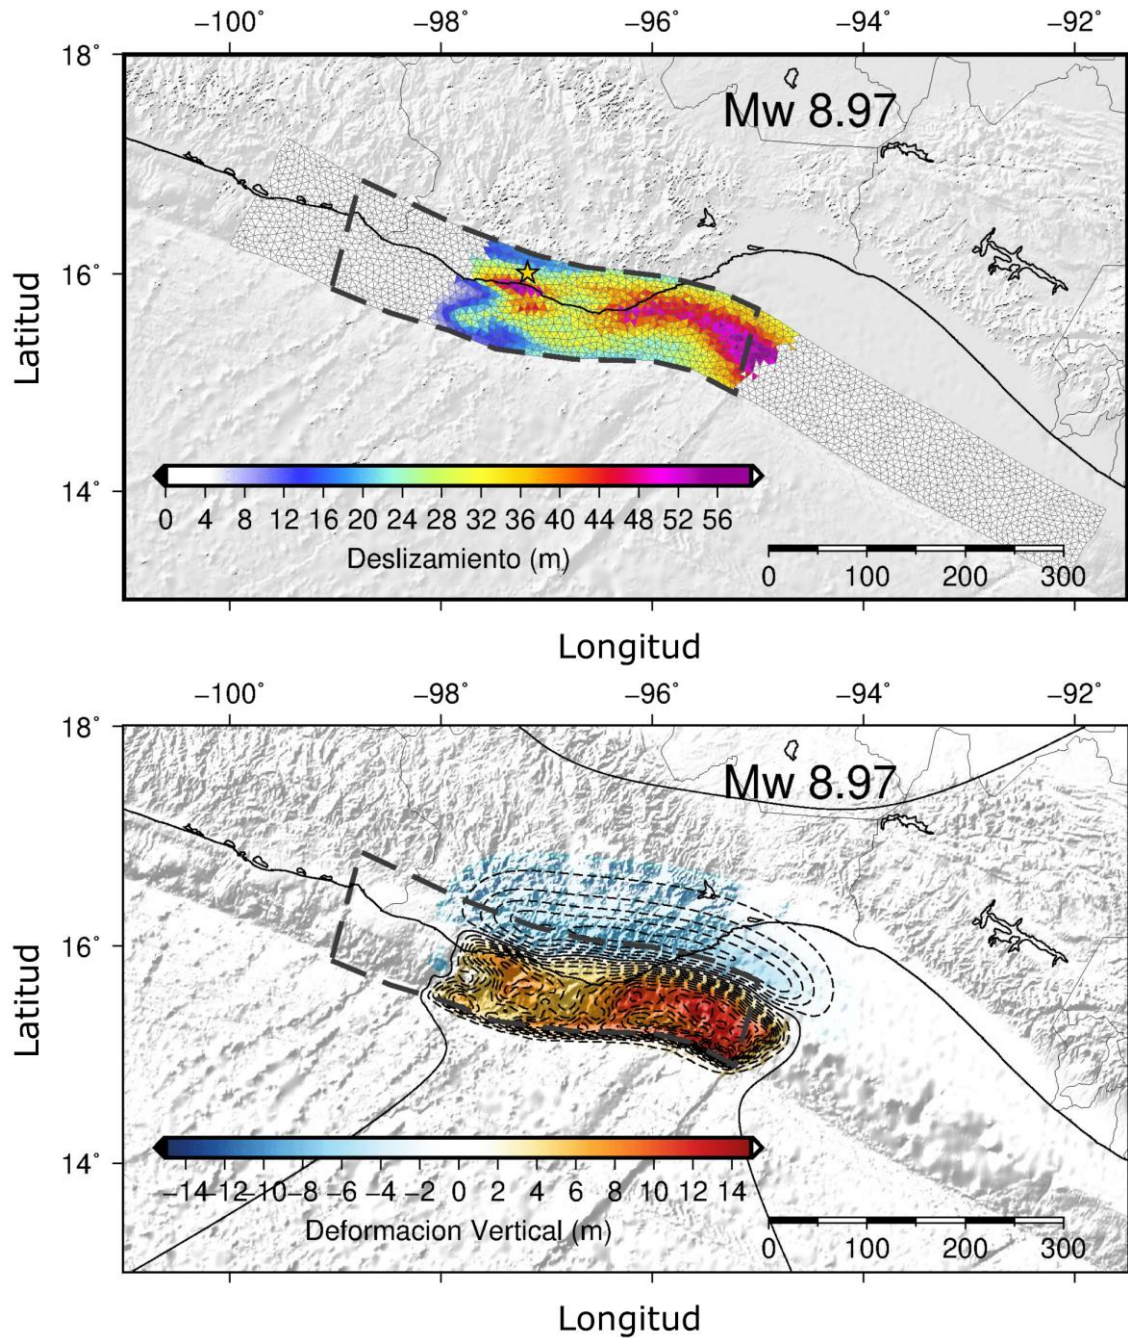 −100˚ −98˚ −96˚ −94˚ −92˚
18˚
Mw 8.97
16˚
Latitud
14˚
0 4 8 12 16 20 24 28 32 36 40 44 48 52 56
Deslizamiento (m)
0 100 200 300
Longitud
−100˚ −98˚ −96˚ −94˚ −92˚
18˚
Mw 8.97
16˚
Latitud
14˚
−14 −12 −10 −8 −6 −4 −2 0 2 4 6 8 10 12 14
Deformacion Vertical (m)
0 100 200 300
Longitud